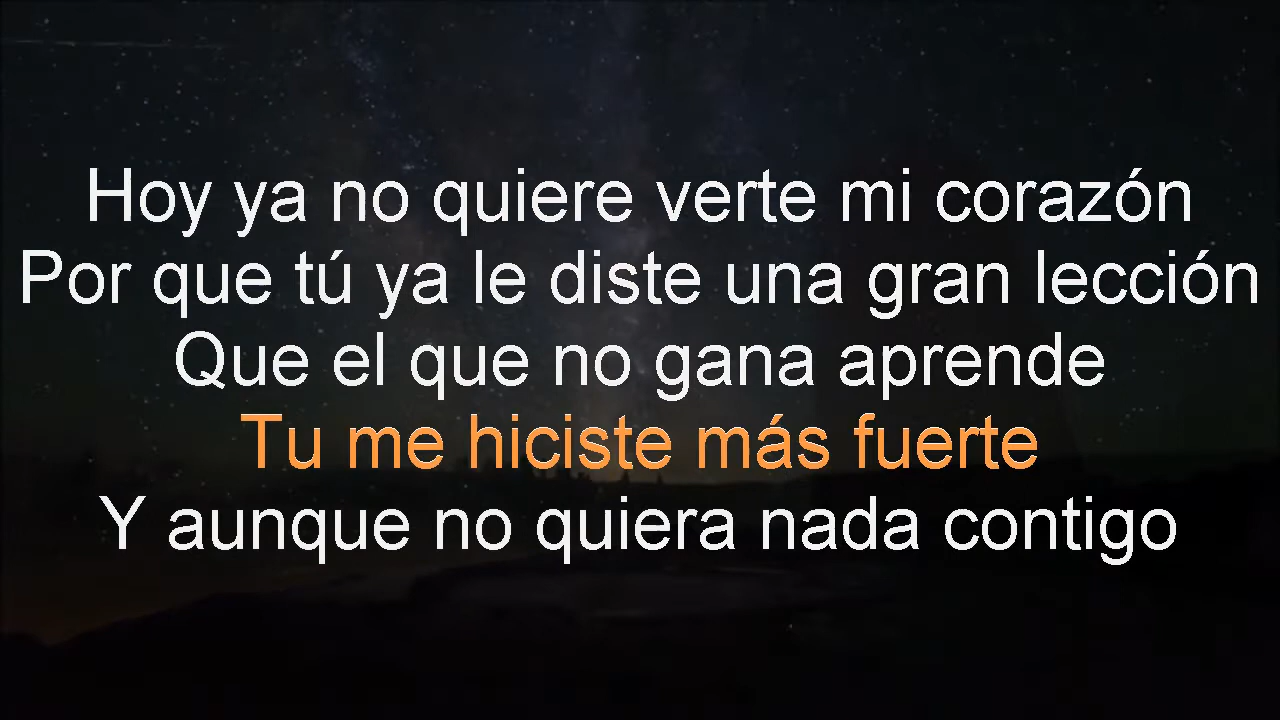 Hoy ya no quiere verte mi corazón
Por que tú ya le diste una gran lección
Que el que no gana aprende
Tu me hiciste más fuerte
Y aunque no quiera nada contigo